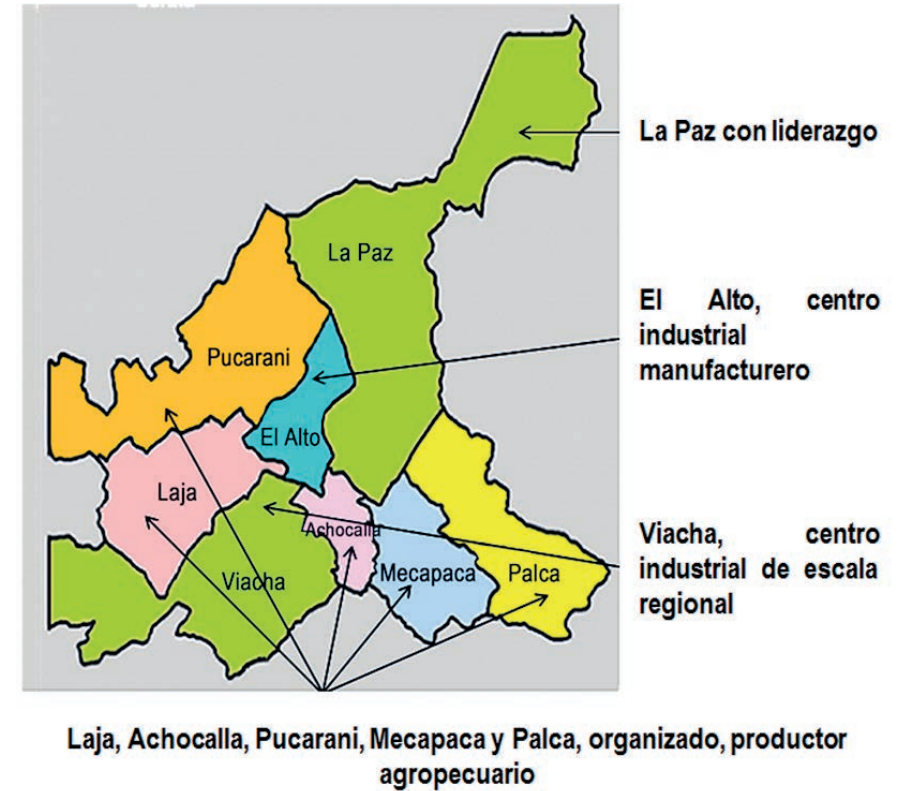 La Paz con liderazgo
La Paz
El Alto, centro
industrial
manufacturero
Pucarani
El Alto
Laja
Achocalla
Viacha, centro
industrial de escala
regional
Viacha
Mecapaca
Palca
Laja, Achocalla, Pucarani, Mecapaca y Palca, organizado, productor
agropecuario